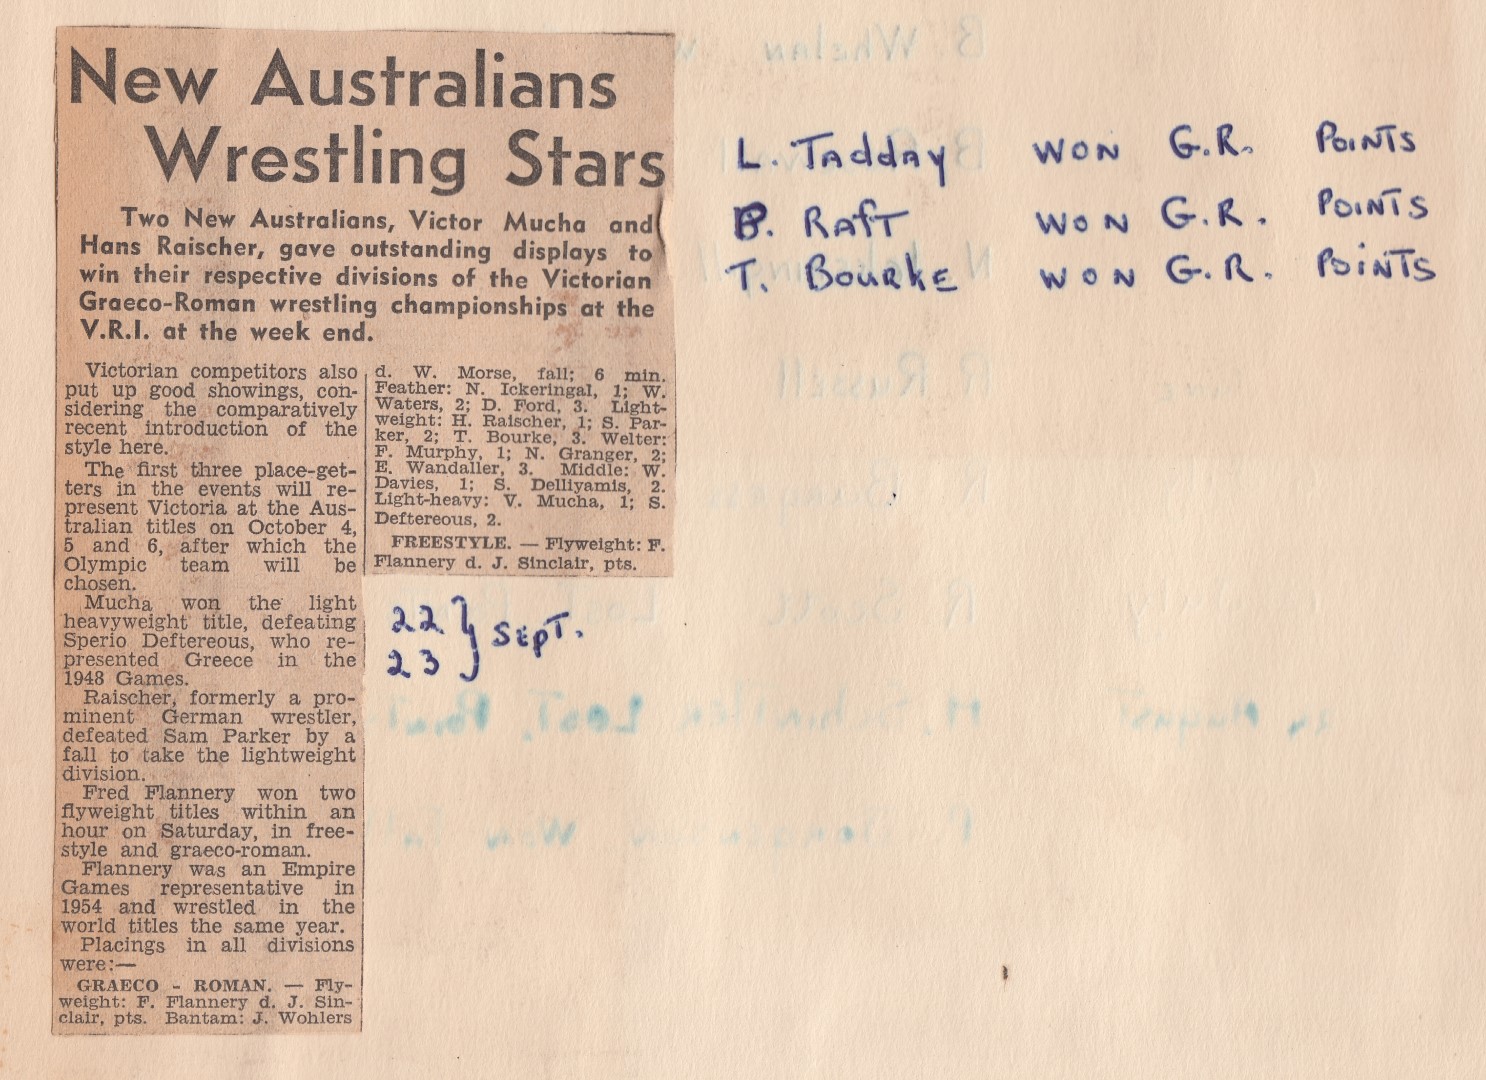 New Australians
Wrestling Stars
Two New Australians, Victor Mucha and
Hans Raischer, gave outstanding displays to
win their respective divisions of the Victorian
Graeco-Roman wrestling championships at the
V.R.I. at the week end.
Victorian competitors also
put up good showings, con-
sidering the comparatively
recent introduction of the
style here.
The first three place-get-
ters in the events will re-
present Victoria at the Aus-
tralian titles on October 4,
5 and 6, after which the
Olympic team will be
chosen.
Mucha won the light
heavyweight title, defeating
Sperio Deftereous, who re-
presented Greece in the
1948 Games.
Raischer, formerly a pro-
minent German wrestler,
defeated Sam Parker by a
fall to take the lightweight
division.
Fred Flannery won two
flyweight titles within an
hour on Saturday, in free-
style and graeco-roman.
Flannery was an Empire
Games representative in
1954 and wrestled in the
world titles the same year.
Placings in all divisions
were:—
GRAECO - ROMAN. — Fly-
weight: F. Flannery d. J. Sin-
clair, pts. Bantam: J. Wohlers
d. W. Morse, fall; 6 min.
Feather: N. Ickeringal, 1; W.
Waters, 2; D. Ford, 3. Light-
weight: H. Raischer, 1; S. Par-
ker, 2; T. Bourke, 3. Welter:
F. Murphy, 1; N. Granger, 2;
E. Wandaller, 3. Middle: W.
Davies, 1; S. Delliyamis, 2.
Light-heavy: V. Mucha, 1; S.
Deftereous, 2.
FREESTYLE. — Flyweight: F.
Flannery d. J. Sinclair, pts.
22 } SEPT.
23
L. TADDAY WON G.R. POINTS
P. RAFT WON G.R. POINTS
T. BOURKE WON G.R. POINTS